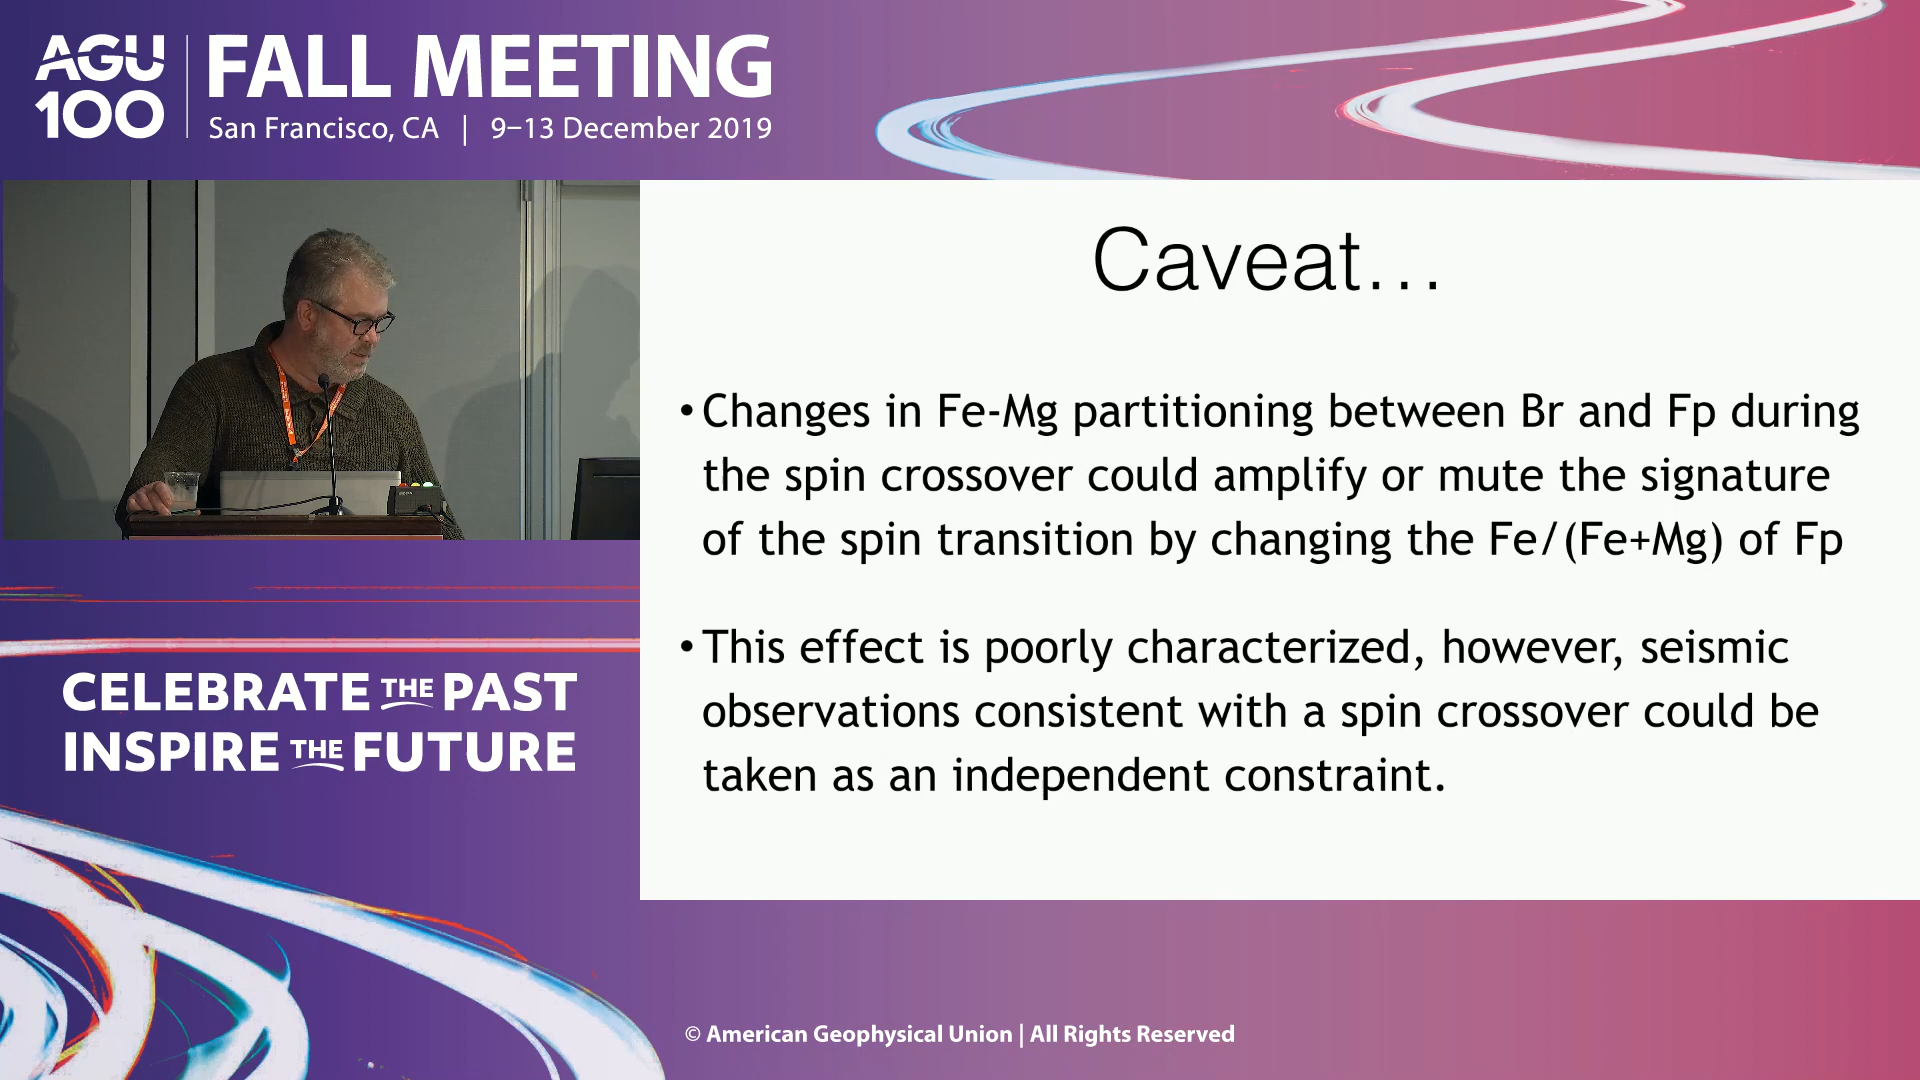 AGU
100
FALL MEETING
San Francisco, CA | 9–13 December 2019
Caveat...
• Changes in Fe-Mg partitioning between Br and Fp during
the spin crossover could amplify or mute the signature
of the spin transition by changing the Fe/(Fe+Mg) of Fp
• This effect is poorly characterized, however, seismic
observations consistent with a spin crossover could be
taken as an independent constraint.
CELEBRATE THE PAST
INSPIRE THE FUTURE
© American Geophysical Union | All Rights Reserved